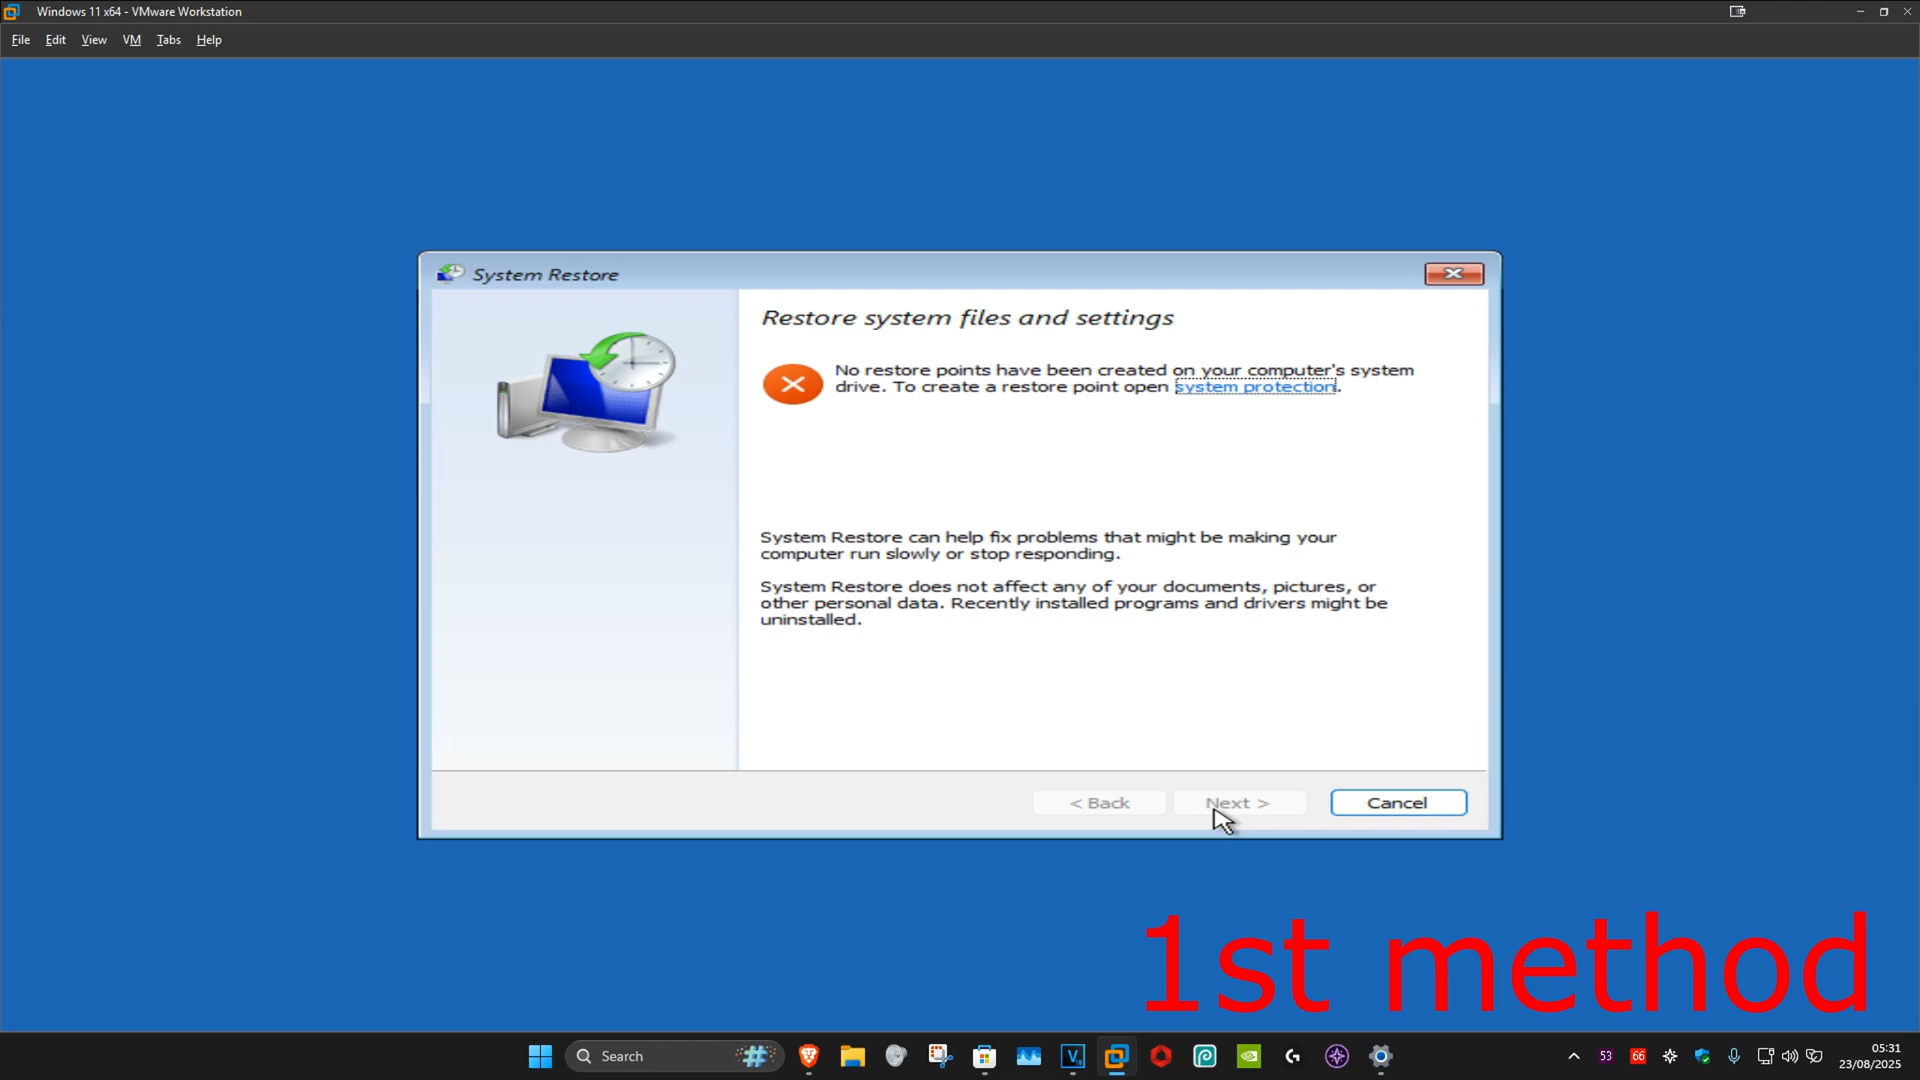 Windows 11 x64 - VMware Workstation
File Edit View VM Tabs Help
System Restore
Restore system files and settings
No restore points have been created on your computer's system
drive. To create a restore point open system protection.
System Restore can help fix problems that might be making your
computer run slowly or stop responding.
System Restore does not affect any of your documents, pictures, or
other personal data. Recently installed programs and drivers might be
uninstalled.
< Back Next > Cancel
1st method
Search 53 66 05:31
23/08/2025